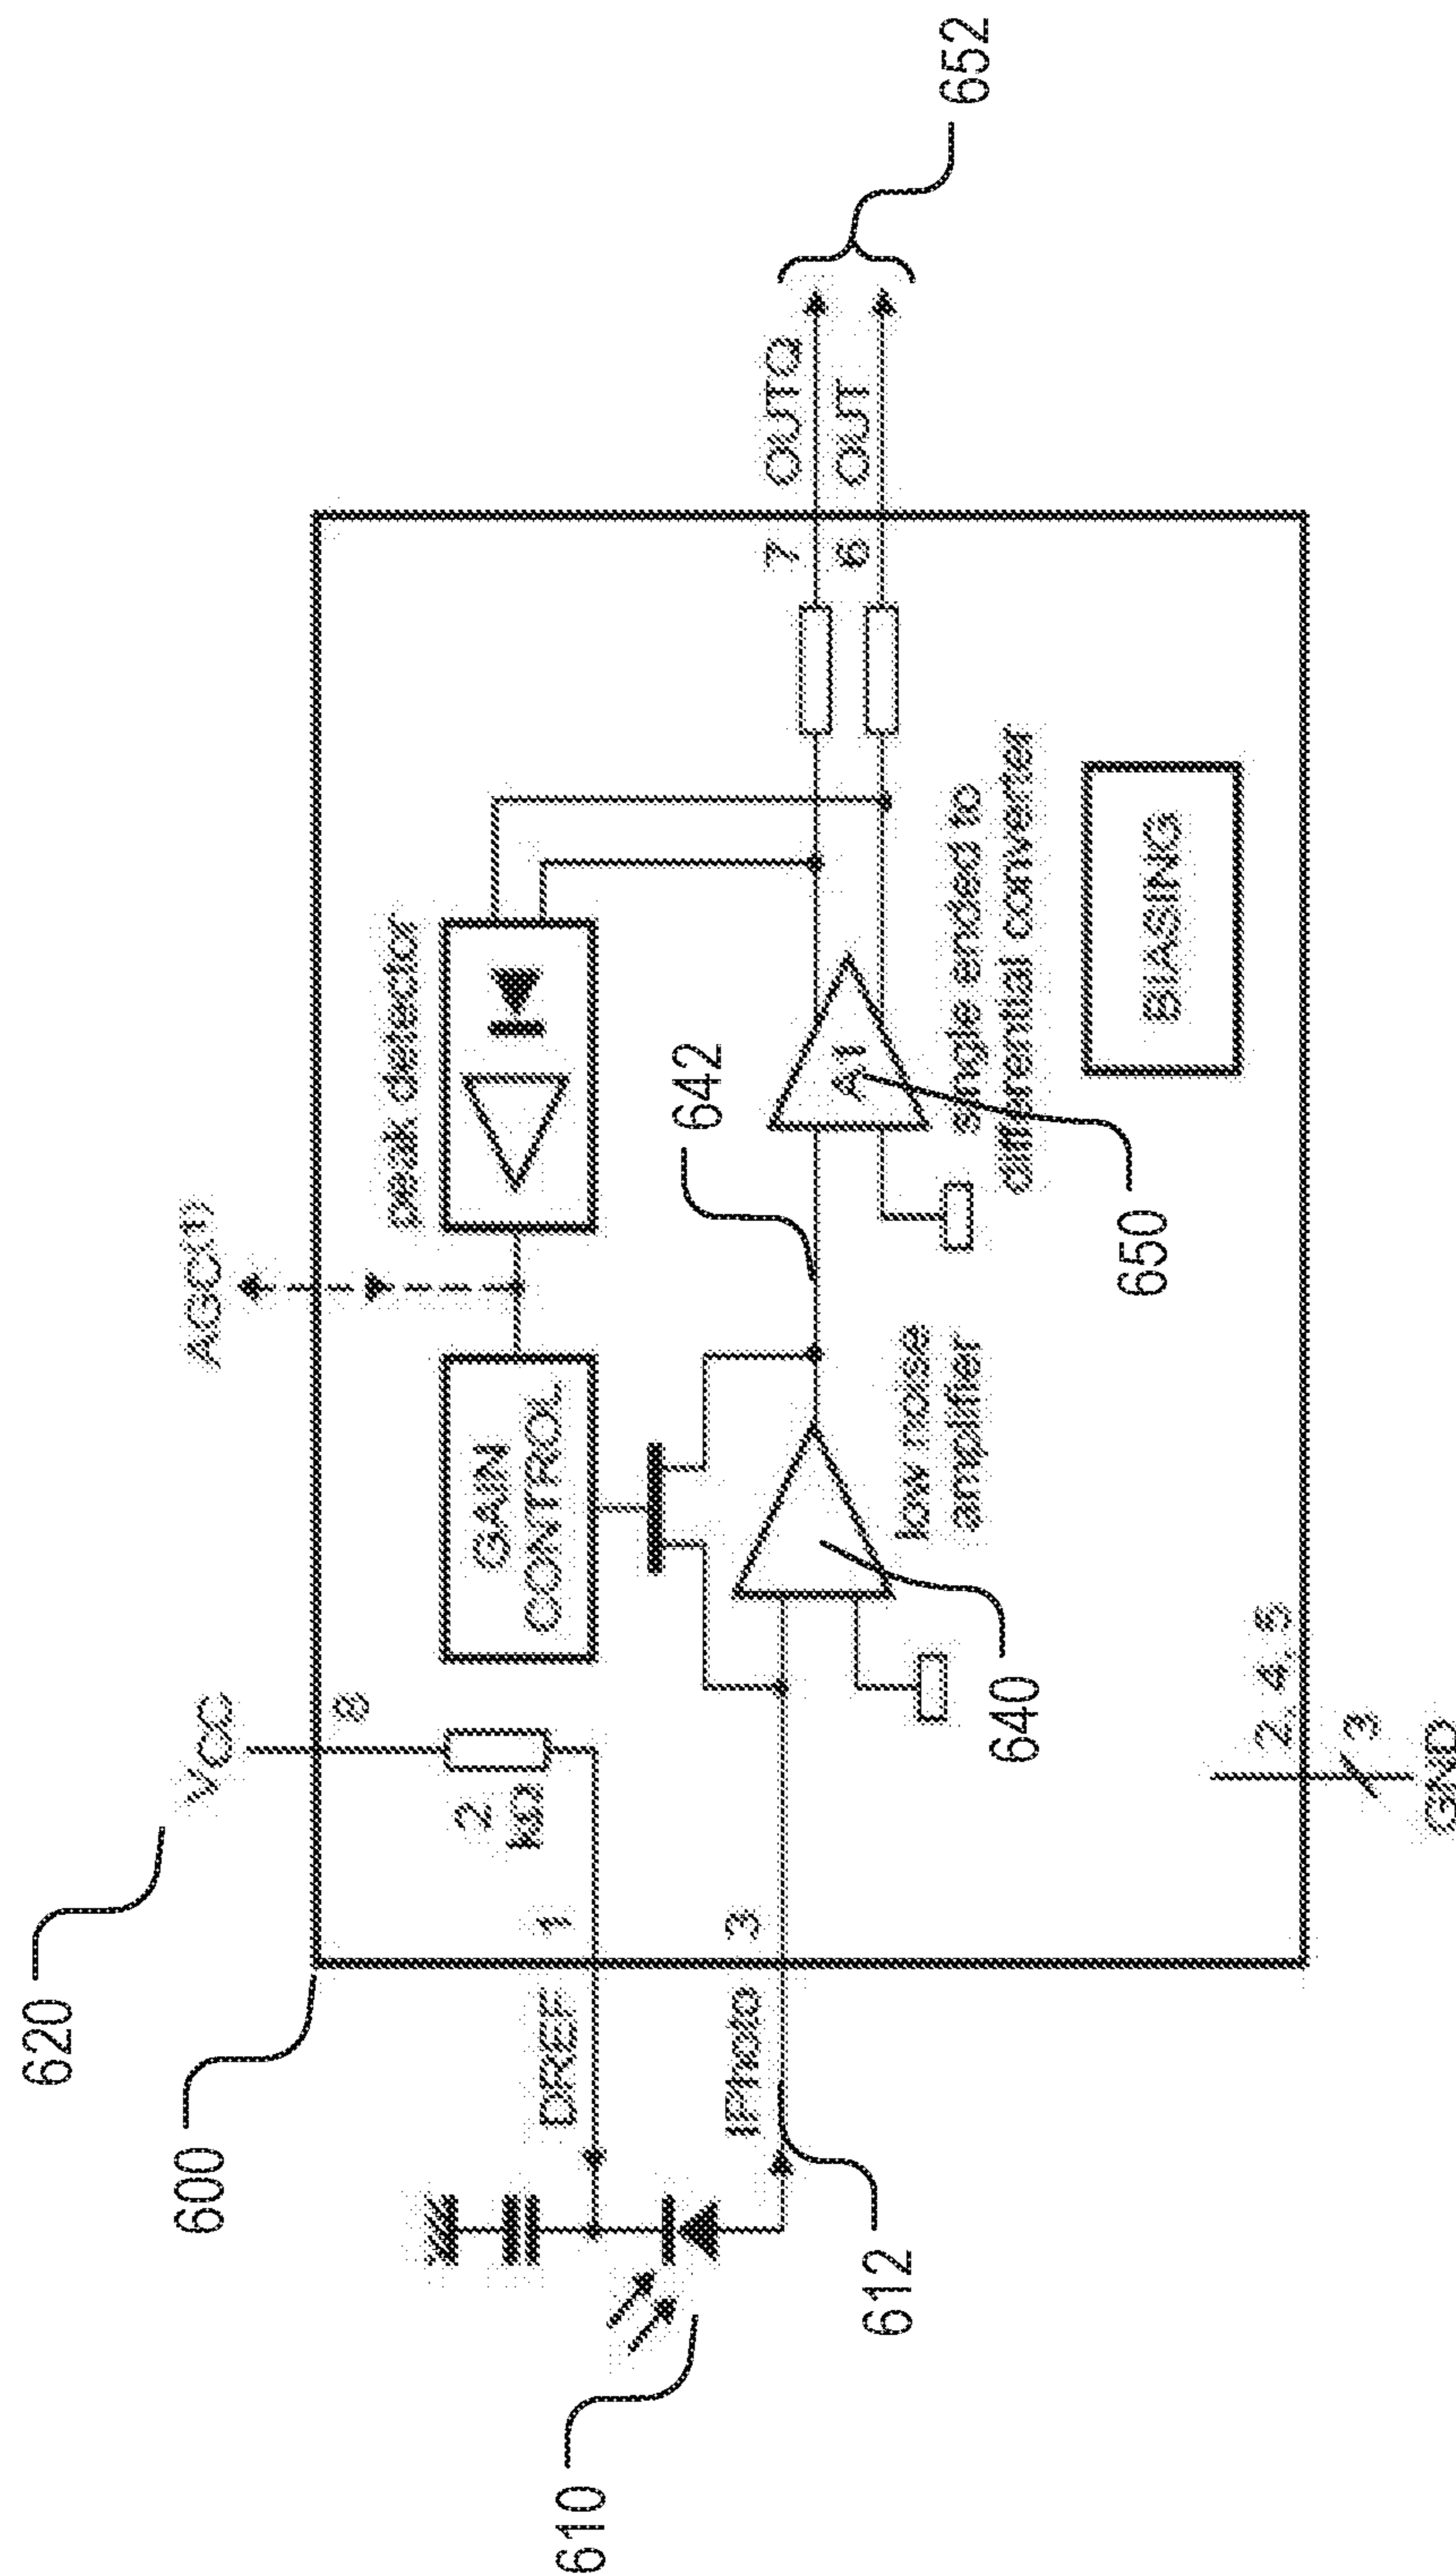 620
600
VCC
8
AGC(1)
2
kΩ
GAIN
CONTROL
peak detector
DREF
1
610
IPhoto
3
612
642
640
low noise
amplifier
A1
650
single ended to
differential converter
BIASING
7
OUTQ
6
OUT
652
2, 4, 5
3
GND